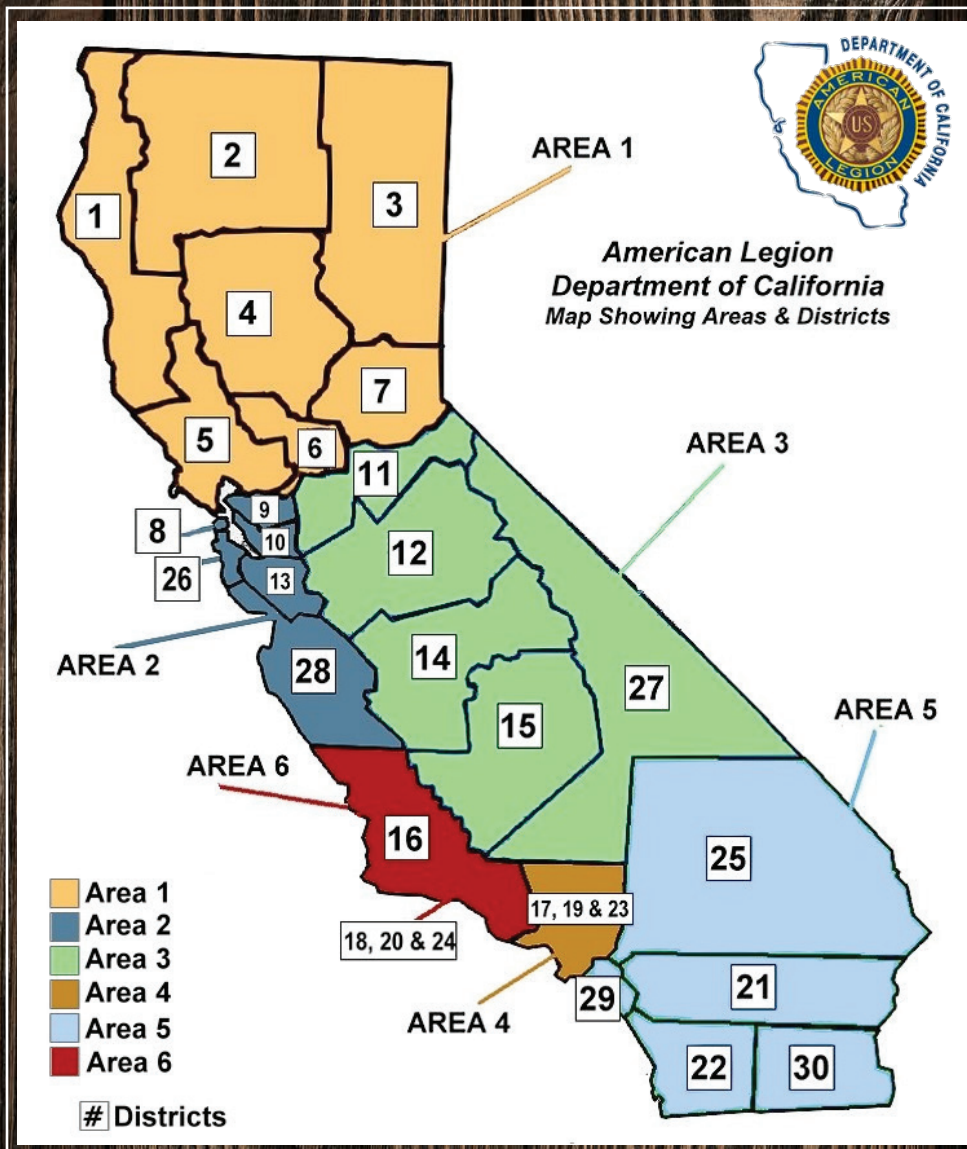 DEPARTMENT OF CALIFORNIA
AMERICAN
US
LEGION
AREA 1
American Legion
Department of California
Map Showing Areas & Districts
1
2
3
4
5
6
7
AREA 3
8
9
10
11
12
13
26
AREA 2
28
14
15
27
AREA 5
AREA 6
16
25
17, 19 & 23
18, 20 & 24
AREA 4
29
21
22
30
Area 1
Area 2
Area 3
Area 4
Area 5
Area 6
# Districts